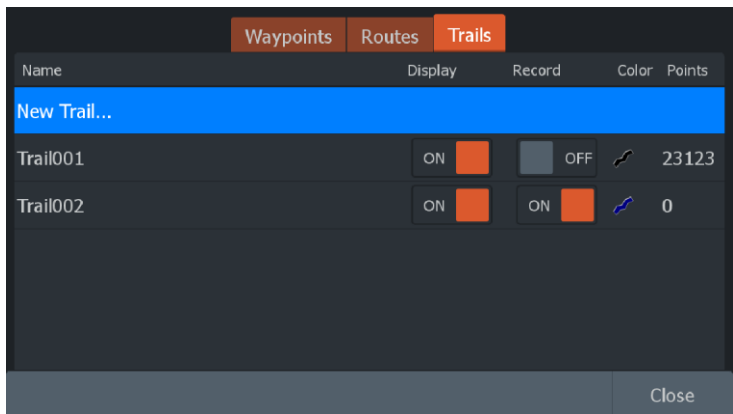 Waypoints Routes Trails
Name Display Record Color Points
New Trail...
Trail001 ON OFF 23123
Trail002 ON ON 0
Close